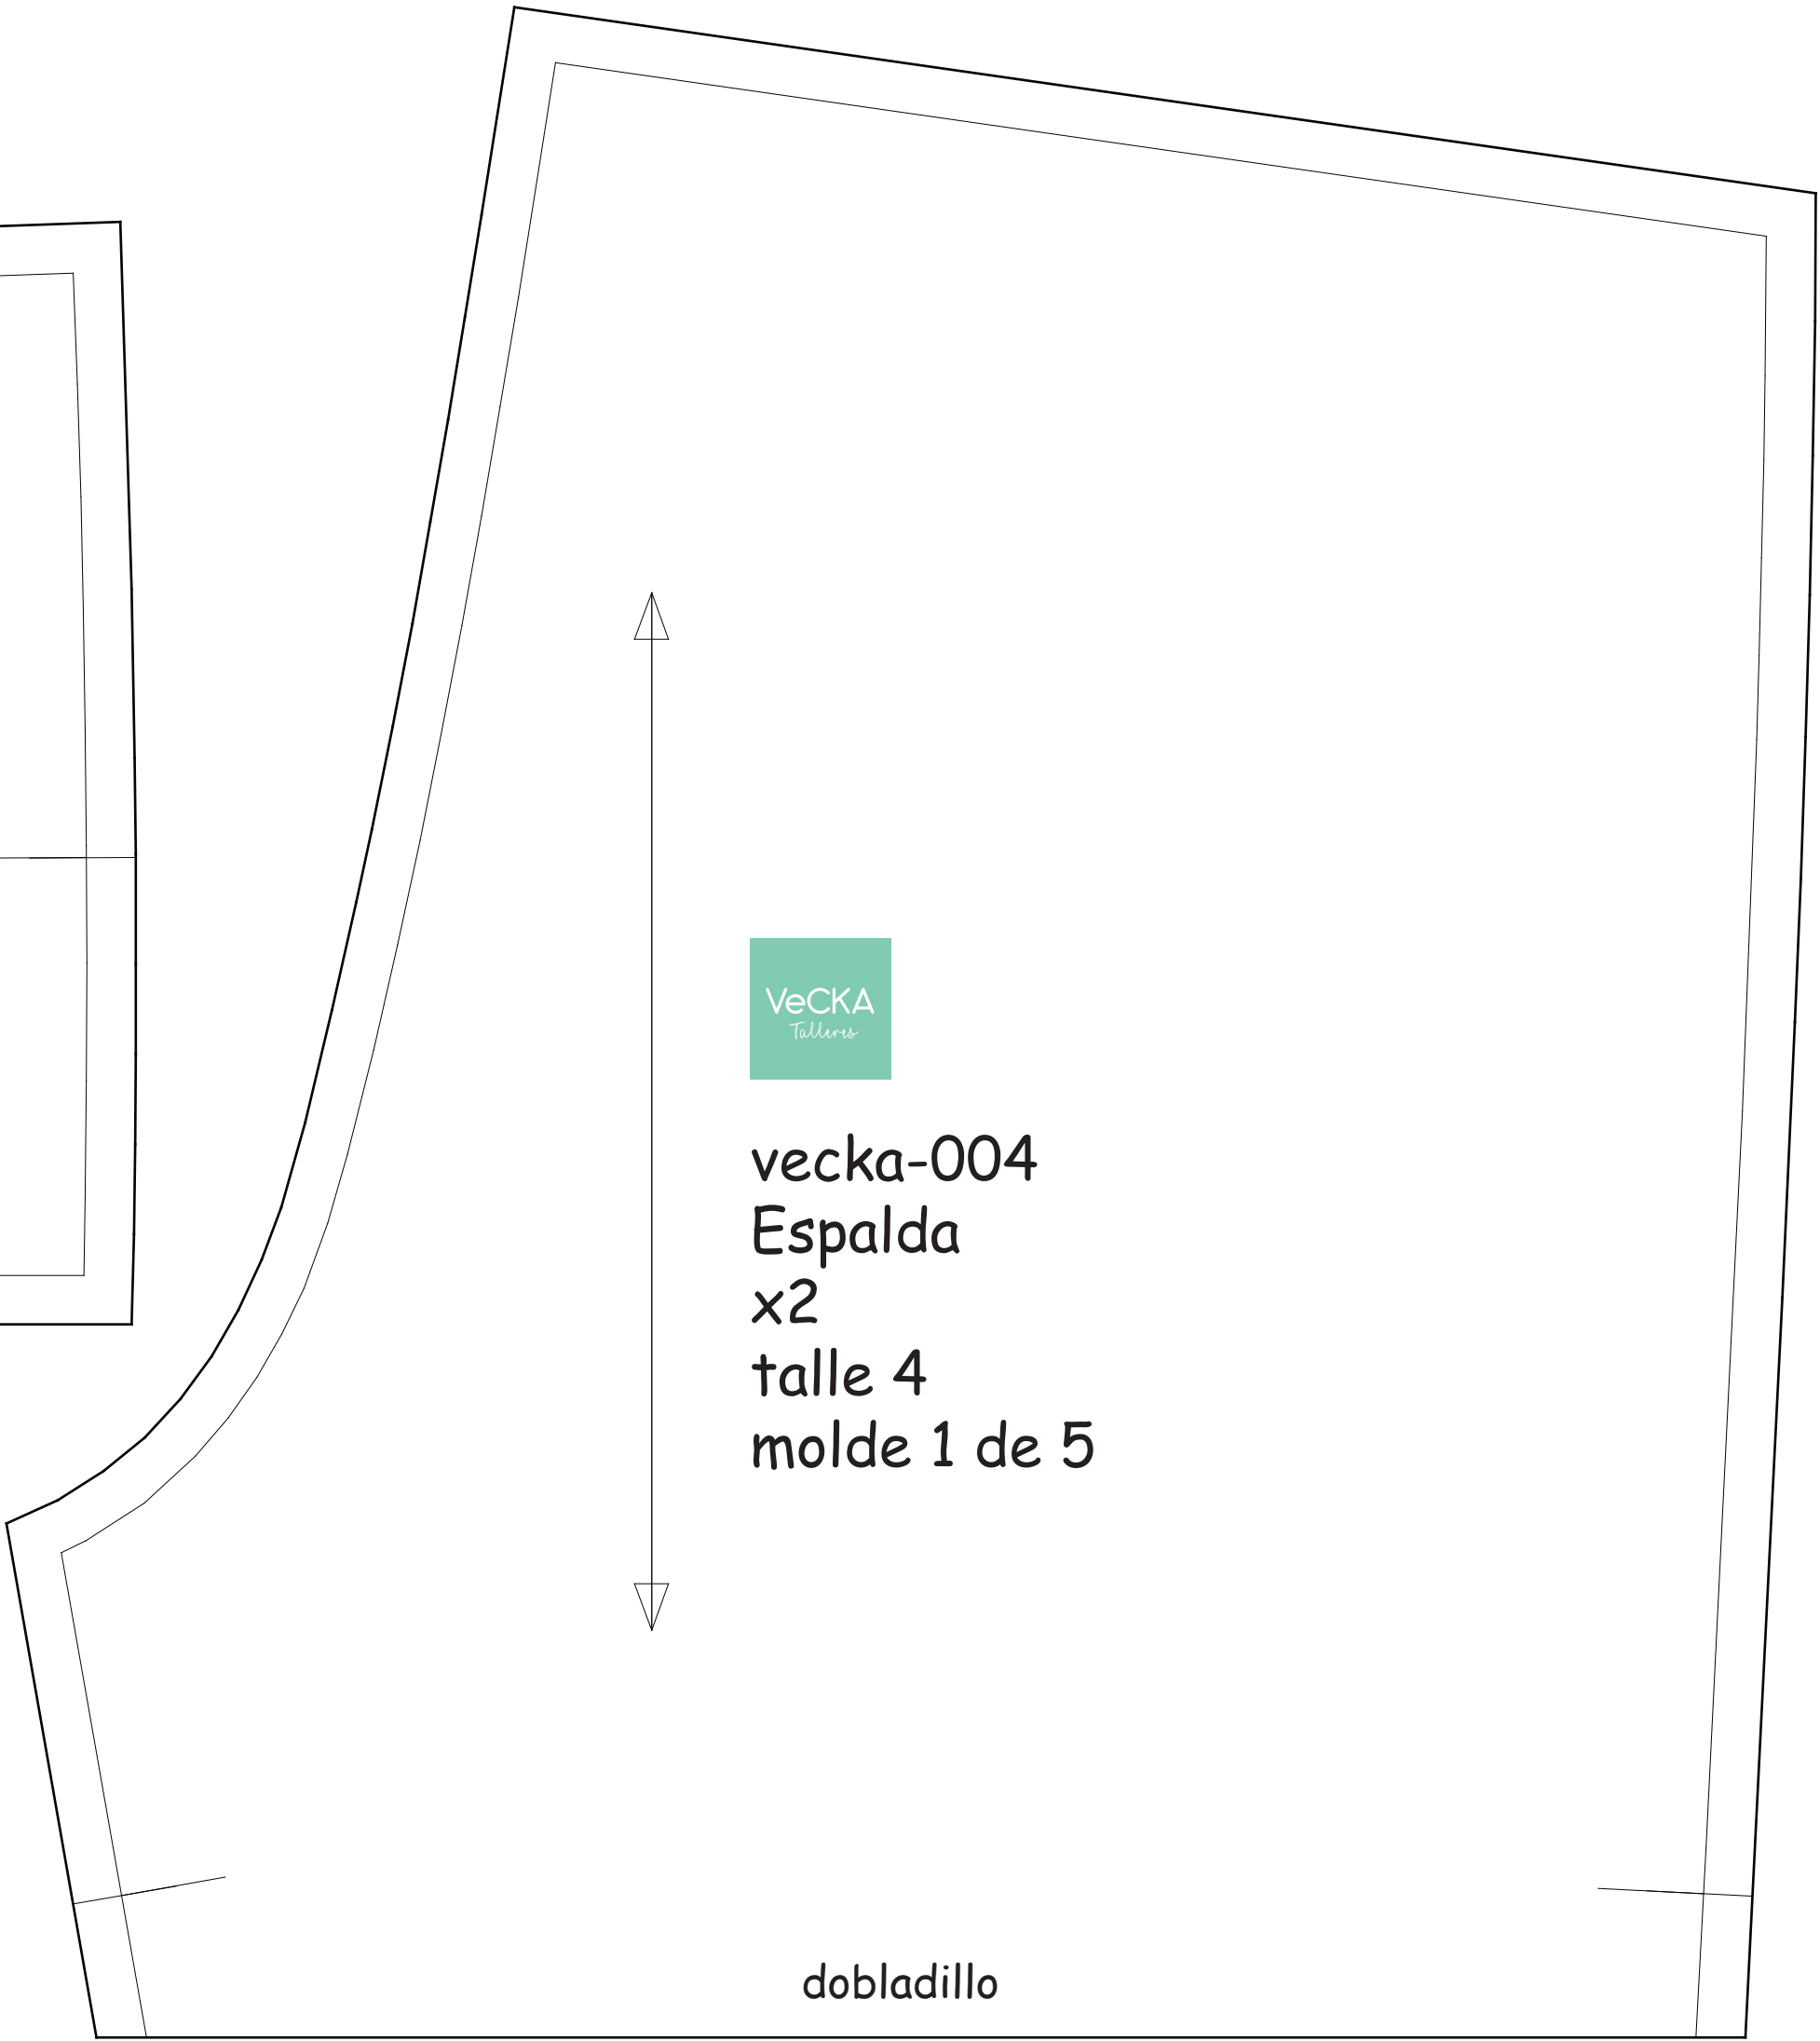 VeCKA
Talleres
vecka-004
Espalda
x2
talle 4
molde 1 de 5
dobladillo